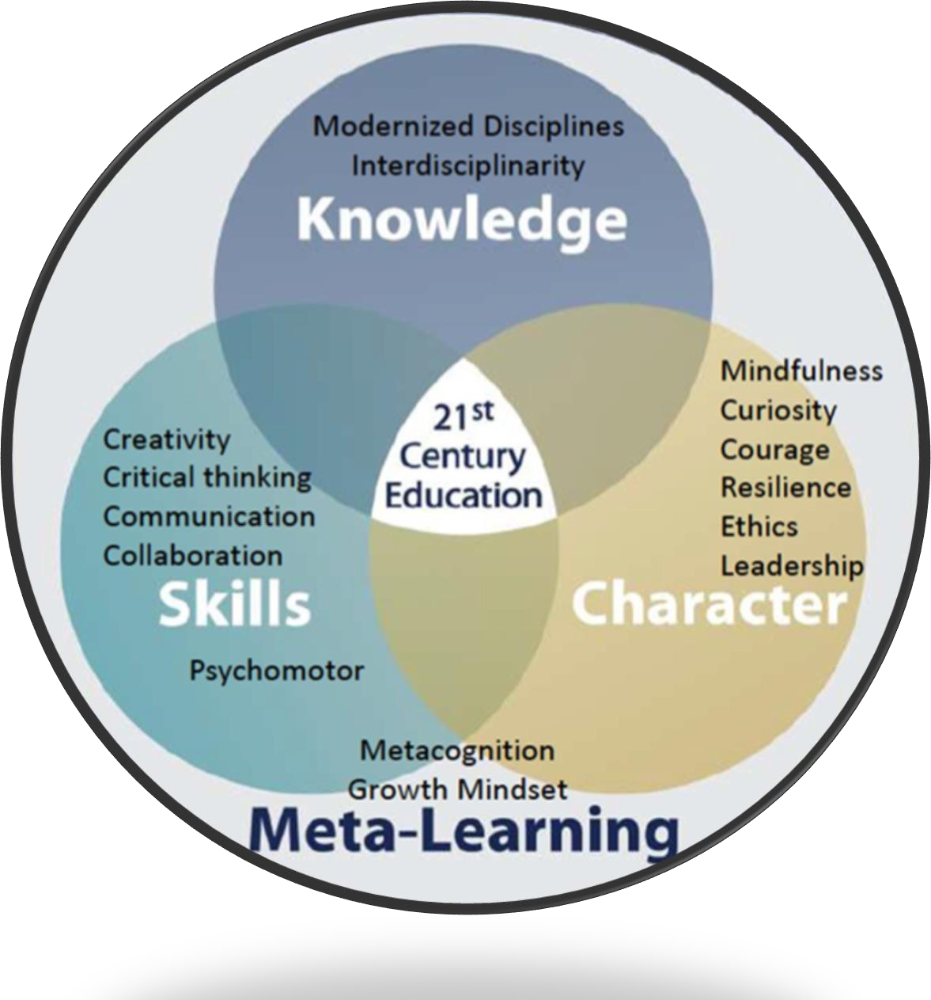 Modernized Disciplines
Interdisciplinarity
Knowledge
21st
Century
Education
Creativity
Critical thinking
Communication
Collaboration
Skills
Psychomotor
Mindfulness
Curiosity
Courage
Resilience
Ethics
Leadership
Character
Metacognition
Growth Mindset
Meta-Learning